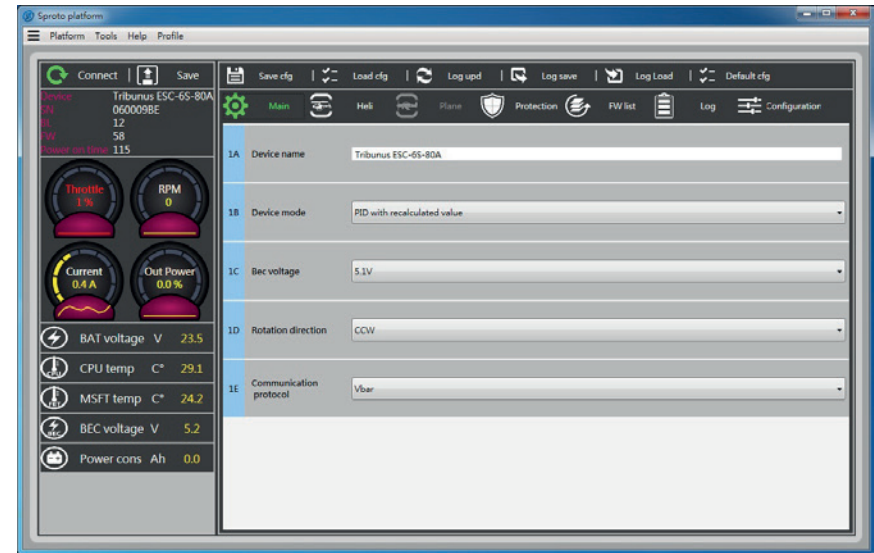 Sproto platform
Platform Tools Help Profile
Connect | Save
Save cfg | Load cfg | Log upd | Log save | Log Load | Default cfg
Device Tribunus ESC-6S-80A
SN 060009BE
BL 12
FW 58
Power on time 115
Main Heli Plane Protection FW list Log Configuration
Throttle
1 %
RPM
0
Current
0.4 A
Out Power
0.0 %
BAT voltage V 23.5
CPU temp C° 29.1
MSFT temp C° 24.2
BEC voltage V 5.2
Power cons Ah 0.0
1A Device name Tribunus ESC-6S-80A
1B Device mode PID with recalculated value
1C Bec voltage 5.1V
1D Rotation direction CCW
1E Communication protocol Vbar